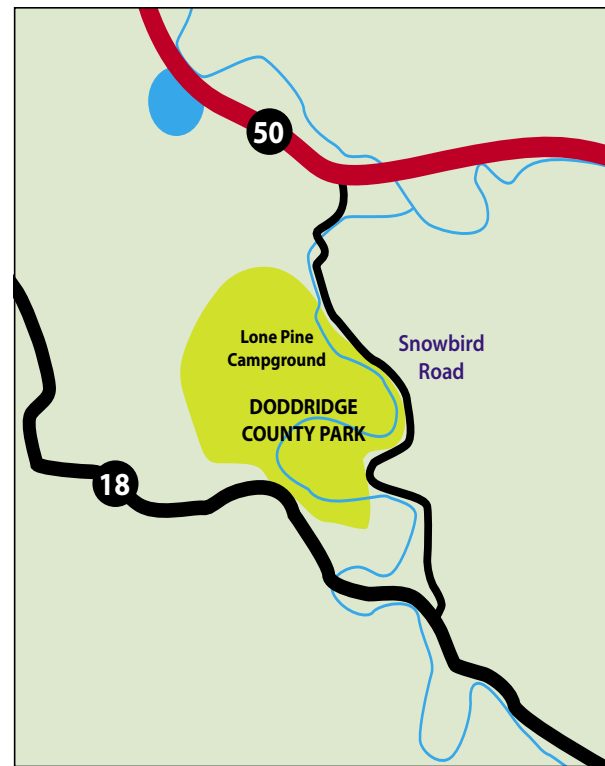 50
Lone Pine
Campground
Snowbird
Road
DODDRIDGE
COUNTY PARK
18